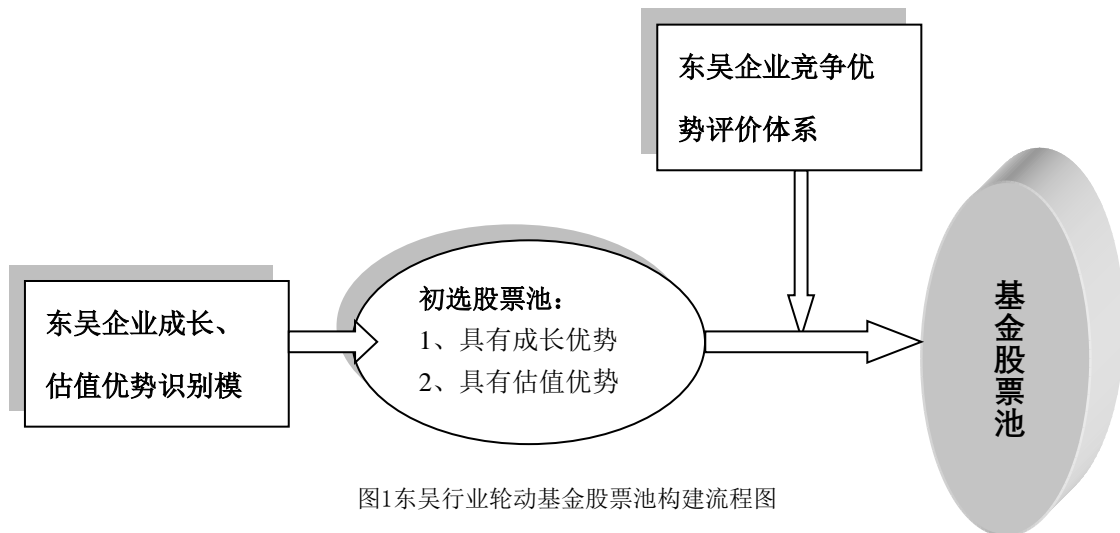 东吴企业竞争优
势评价体系
东吴企业成长、
估值优势识别模
初选股票池：
1、具有成长优势
2、具有估值优势
基金股票池
图1东吴行业轮动基金股票池构建流程图